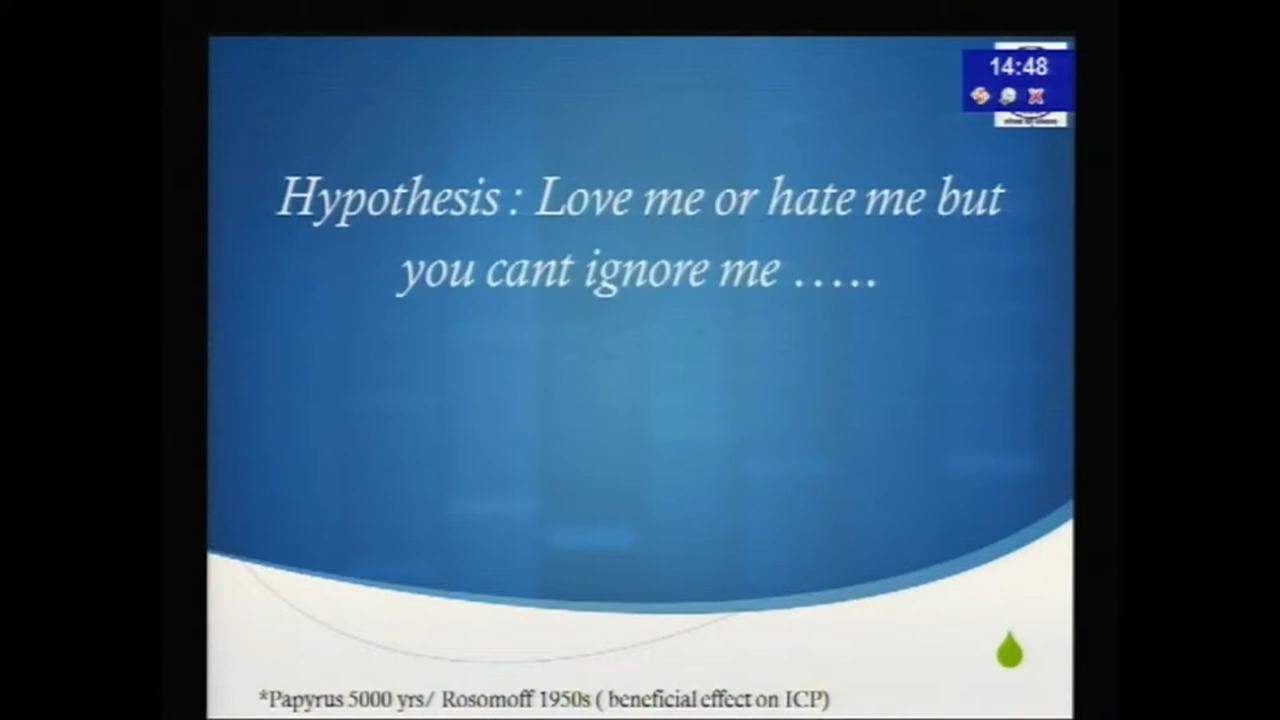 14:48
Hypothesis : Love me or hate me but
you cant ignore me .....
*Papyrus 5000 yrs/ Rosomoff 1950s ( beneficial effect on ICP)